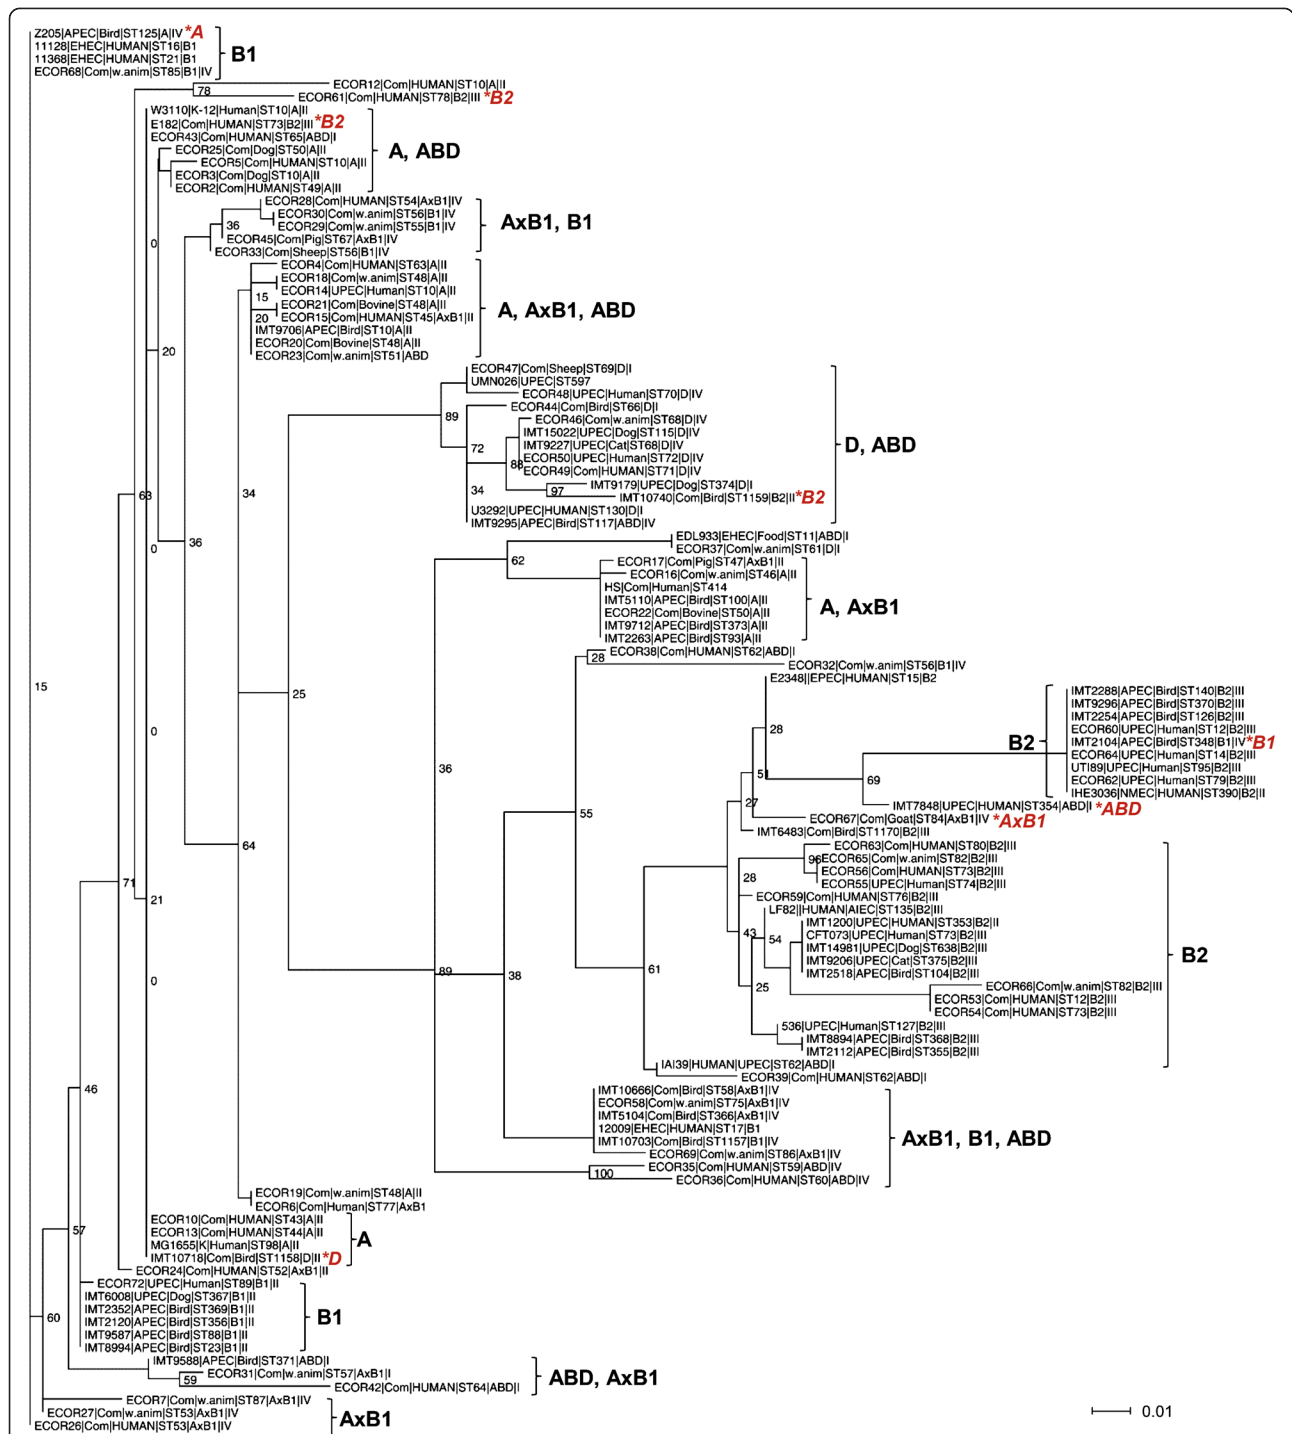 Z205|APEC|Bird|ST125|A|IV *A
11128|EHEC|HUMAN|ST16|B1
11368|EHEC|HUMAN|ST21|B1
ECOR68|Com|w.anim|ST85|B1|IV
B1
ECOR12|Com|HUMAN|ST10|A|II
78
ECOR61|Com|HUMAN|ST78|B2|III *B2
W3110|K-12|Human|ST10|A|II
E182|Com|HUMAN|ST73|B2|III *B2
ECOR43|Com|HUMAN|ST65|ABD|I
ECOR25|Com|Dog|ST50|A|II
ECOR5|Com|HUMAN|ST10|A|II
ECOR3|Com|Dog|ST10|A|II
ECOR2|Com|HUMAN|ST49|A|II
A, ABD
ECOR28|Com|HUMAN|ST54|AxB1|IV
ECOR30|Com|w.anim|ST56|B1|IV
36
ECOR29|Com|w.anim|ST55|B1|IV
ECOR45|Com|Pig|ST67|AxB1|IV
0
ECOR33|Com|Sheep|ST56|B1|IV
AxB1, B1
ECOR4|Com|HUMAN|ST63|A|II
ECOR18|Com|w.anim|ST48|A|II
ECOR14|UPEC|Human|ST10|A|II
15
ECOR21|Com|Bovine|ST48|A|II
20
ECOR15|Com|HUMAN|ST45|AxB1|II
IMT9706|APEC|Bird|ST10|A|II
ECOR20|Com|Bovine|ST48|A|II
20
ECOR23|Com|w.anim|ST51|ABD
A, AxB1, ABD
ECOR47|Com|Sheep|ST69|D|I
UMN026|UPEC|ST597
ECOR48|UPEC|Human|ST70|D|IV
ECOR44|Com|Bird|ST66|D|I
89
ECOR46|Com|w.anim|ST68|D|IV
IMT15022|UPEC|Dog|ST115|D|IV
72
IMT9227|UPEC|Cat|ST68|D|IV
ECOR50|UPEC|Human|ST72|D|IV
88
ECOR49|Com|HUMAN|ST71|D|IV
IMT9179|UPEC|Dog|ST374|D|I
34
34
97
IMT10740|Com|Bird|ST1159|B2|II *B2
63
U3292|UPEC|HUMAN|ST130|D|I
IMT9295|APEC|Bird|ST117|ABD|IV
D, ABD
EDL933|EHEC|Food|ST11|ABD|I
36
0
ECOR37|Com|w.anim|ST61|D|I
62
ECOR17|Com|Pig|ST47|AxB1|II
ECOR16|Com|w.anim|ST46|A|II
HS|Com|Human|ST414
IMT5110|APEC|Bird|ST100|A|II
ECOR22|Com|Bovine|ST50|A|II
IMT9712|APEC|Bird|ST373|A|II
IMT2263|APEC|Bird|ST93|A|II
A, AxB1
ECOR38|Com|HUMAN|ST62|ABD|I
28
ECOR32|Com|w.anim|ST56|B1|IV
E2348||EPEC|HUMAN|ST15|B2
15
25
IMT2288|APEC|Bird|ST140|B2|III
IMT9296|APEC|Bird|ST370|B2|III
IMT2254|APEC|Bird|ST126|B2|III
0
28
ECOR60|UPEC|Human|ST12|B2|III
B2
IMT2104|APEC|Bird|ST348|B1|IV *B1
ECOR64|UPEC|Human|ST14|B2|III
36
UTI89|UPEC|Human|ST95|B2|III
51
69
ECOR62|UPEC|Human|ST79|B2|III
IHE3036|NMEC|HUMAN|ST390|B2|II
27
IMT7848|UPEC|HUMAN|ST354|ABD|I *ABD
55
ECOR67|Com|Goat|ST84|AxB1|IV *AxB1
IMT6483|Com|Bird|ST1170|B2|III
64
ECOR63|Com|HUMAN|ST80|B2|III
96
ECOR65|Com|w.anim|ST82|B2|III
ECOR56|Com|HUMAN|ST73|B2|III
71
28
ECOR55|UPEC|Human|ST74|B2|III
21
ECOR59|Com|HUMAN|ST76|B2|III
LF82||HUMAN|AIEC|ST135|B2|III
IMT1200|UPEC|HUMAN|ST353|B2|II
43
54
CFT073|UPEC|Human|ST73|B2|III
IMT14981|UPEC|Dog|ST638|B2|III
B2
IMT9206|UPEC|Cat|ST375|B2|III
89
38
61
IMT2518|APEC|Bird|ST104|B2|III
0
25
ECOR66|Com|w.anim|ST82|B2|III
ECOR53|Com|HUMAN|ST12|B2|III
ECOR54|Com|HUMAN|ST73|B2|III
536|UPEC|Human|ST127|B2|III
IMT8894|APEC|Bird|ST368|B2|III
IMT2112|APEC|Bird|ST355|B2|III
IAI39|HUMAN|UPEC|ST62|ABD|I
ECOR39|Com|HUMAN|ST62|ABD|I
46
IMT10666|Com|Bird|ST58|AxB1|IV
ECOR58|Com|w.anim|ST75|AxB1|IV
IMT5104|Com|Bird|ST366|AxB1|IV
12009|EHEC|HUMAN|ST17|B1
IMT10703|Com|Bird|ST1157|B1|IV
ECOR69|Com|w.anim|ST86|AxB1|IV
ECOR35|Com|HUMAN|ST59|ABD|IV
100
ECOR36|Com|HUMAN|ST60|ABD|IV
AxB1, B1, ABD
ECOR19|Com|w.anim|ST48|A|II
ECOR6|Com|Human|ST77|AxB1
ECOR10|Com|HUMAN|ST43|A|II
57
ECOR13|Com|HUMAN|ST44|A|II
MG1655|K|Human|ST98|A|II
IMT10718|Com|Bird|ST1158|D|II *D
A
ECOR24|Com|HUMAN|ST52|AxB1|II
ECOR72|UPEC|Human|ST89|B1|II
IMT6008|UPEC|Dog|ST367|B1|II
IMT2352|APEC|Bird|ST369|B1|II
60
IMT2120|APEC|Bird|ST356|B1|II
IMT9587|APEC|Bird|ST88|B1|II
IMT8994|APEC|Bird|ST23|B1|II
B1
IMT9588|APEC|Bird|ST371|ABD|I
ECOR31|Com|w.anim|ST57|AxB1|I
59
ECOR42|Com|HUMAN|ST64|ABD|I
ABD, AxB1
ECOR7|Com|w.anim|ST87|AxB1|IV
ECOR27|Com|w.anim|ST53|AxB1|IV
ECOR26|Com|HUMAN|ST53|AxB1|IV
AxB1
0.01